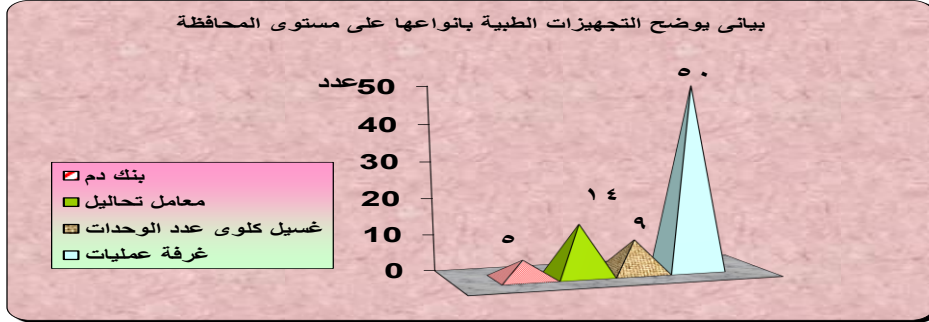 بيانى يوضح التجهيزات الطبية بانواعها على مستوى المحافظة
عدد
50
40
30
20
10
0
٥
١٤
٩
٥٠
بنك دم
معامل تحاليل
غسيل كلوى عدد الوحدات
غرفة عمليات